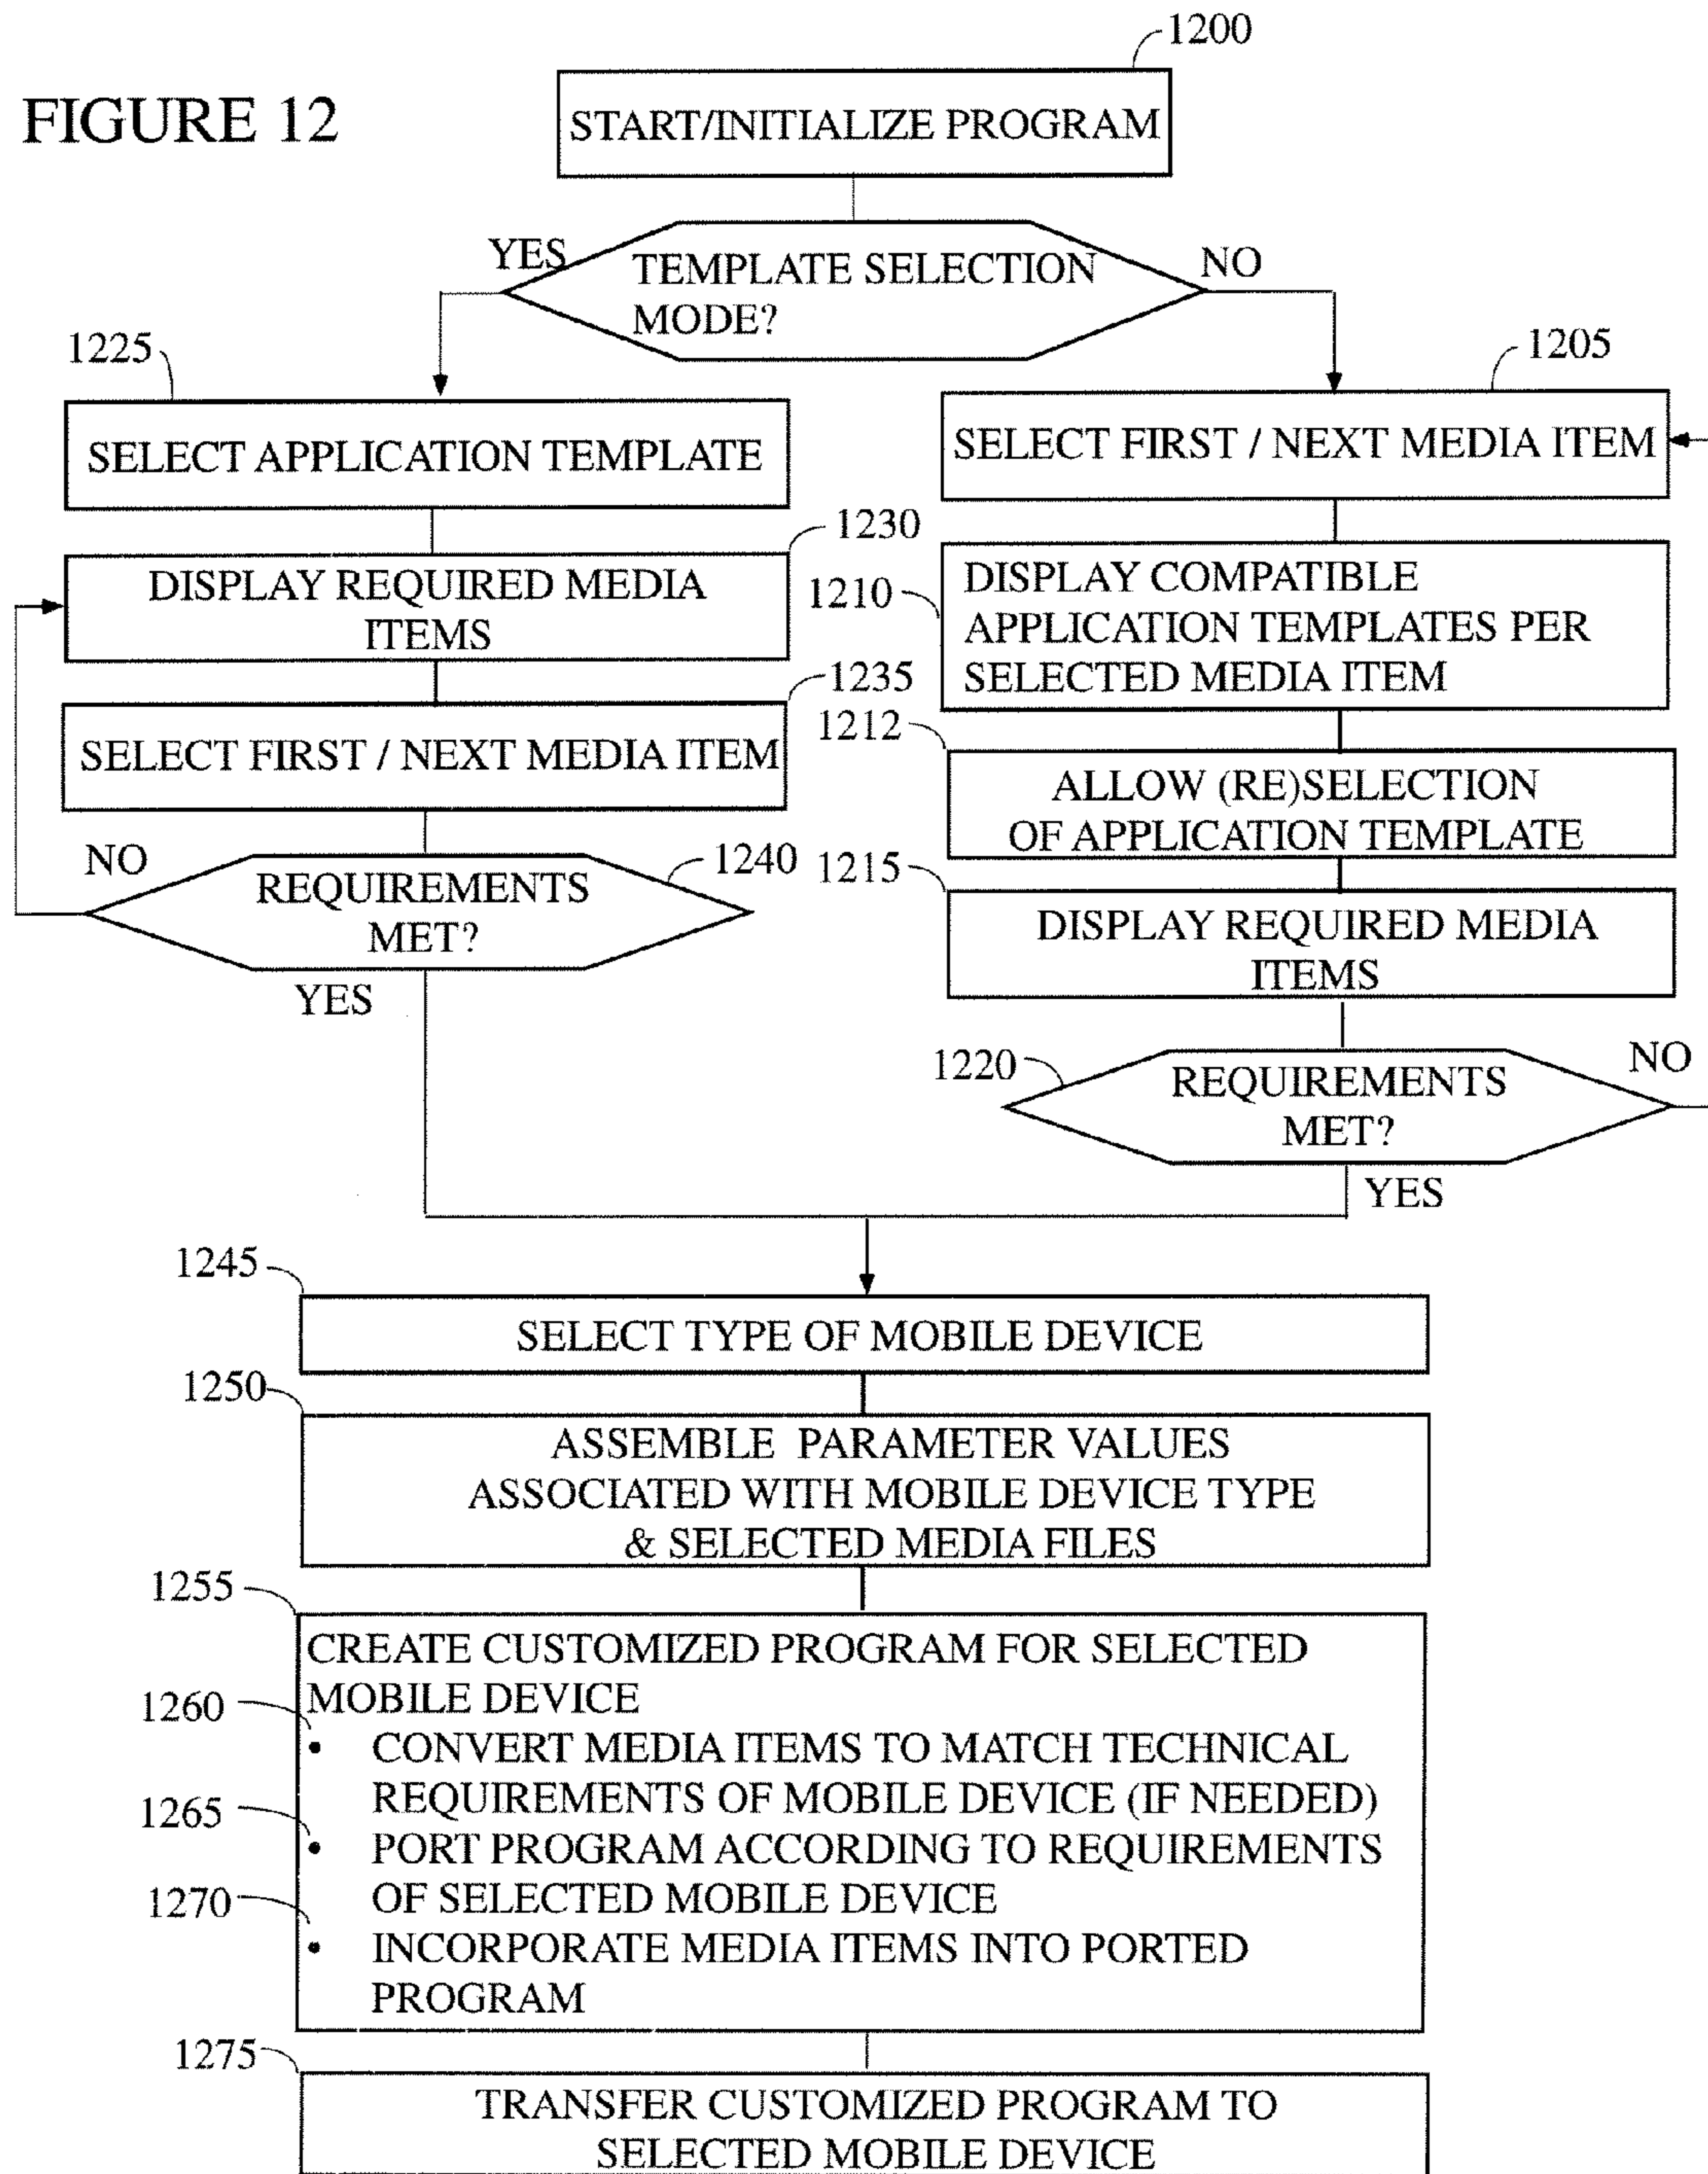 1200
FIGURE 12
START/INITIALIZE PROGRAM
YES
TEMPLATE SELECTION
MODE?
NO
1225
SELECT APPLICATION TEMPLATE
1230
DISPLAY REQUIRED MEDIA
ITEMS
1235
SELECT FIRST / NEXT MEDIA ITEM
NO
REQUIREMENTS
MET?
1240
YES
1205
SELECT FIRST / NEXT MEDIA ITEM
1210
DISPLAY COMPATIBLE
APPLICATION TEMPLATES PER
SELECTED MEDIA ITEM
1212
ALLOW (RE)SELECTION
OF APPLICATION TEMPLATE
1215
DISPLAY REQUIRED MEDIA
ITEMS
1220
REQUIREMENTS
MET?
NO
YES
1245
SELECT TYPE OF MOBILE DEVICE
1250
ASSEMBLE PARAMETER VALUES
ASSOCIATED WITH MOBILE DEVICE TYPE
& SELECTED MEDIA FILES
1255
CREATE CUSTOMIZED PROGRAM FOR SELECTED
MOBILE DEVICE
1260
• CONVERT MEDIA ITEMS TO MATCH TECHNICAL
REQUIREMENTS OF MOBILE DEVICE (IF NEEDED)
1265
• PORT PROGRAM ACCORDING TO REQUIREMENTS
OF SELECTED MOBILE DEVICE
1270
• INCORPORATE MEDIA ITEMS INTO PORTED
PROGRAM
1275
TRANSFER CUSTOMIZED PROGRAM TO
SELECTED MOBILE DEVICE